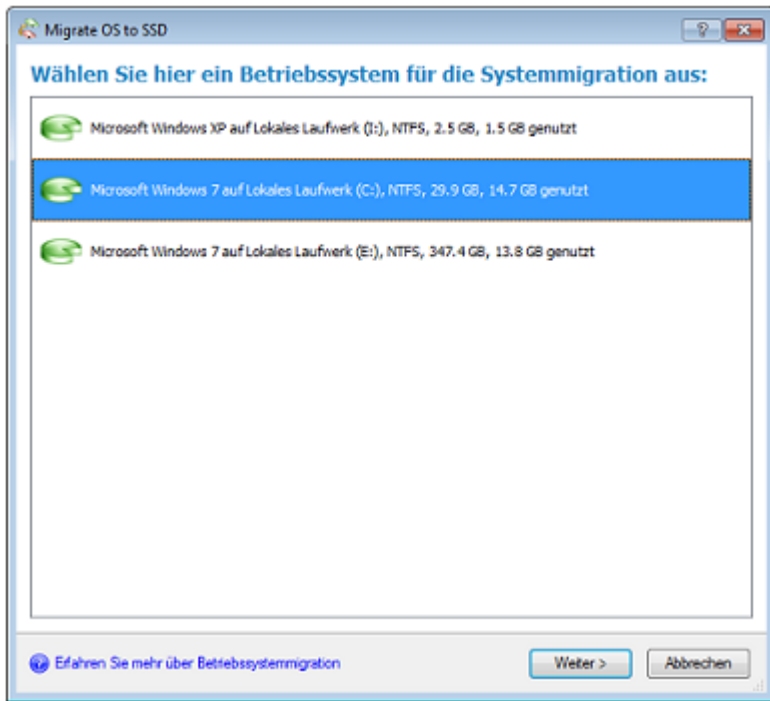 Migrate OS to SSD
Wählen Sie hier ein Betriebssystem für die Systemmigration aus:
Microsoft Windows XP auf Lokales Laufwerk (I:), NTFS, 2.5 GB, 1.5 GB genutzt
Microsoft Windows 7 auf Lokales Laufwerk (C:), NTFS, 29.9 GB, 14.7 GB genutzt
Microsoft Windows 7 auf Lokales Laufwerk (E:), NTFS, 347.4 GB, 13.8 GB genutzt
Erfahren Sie mehr über Betriebssystemmigration
Weiter >
Abbrechen